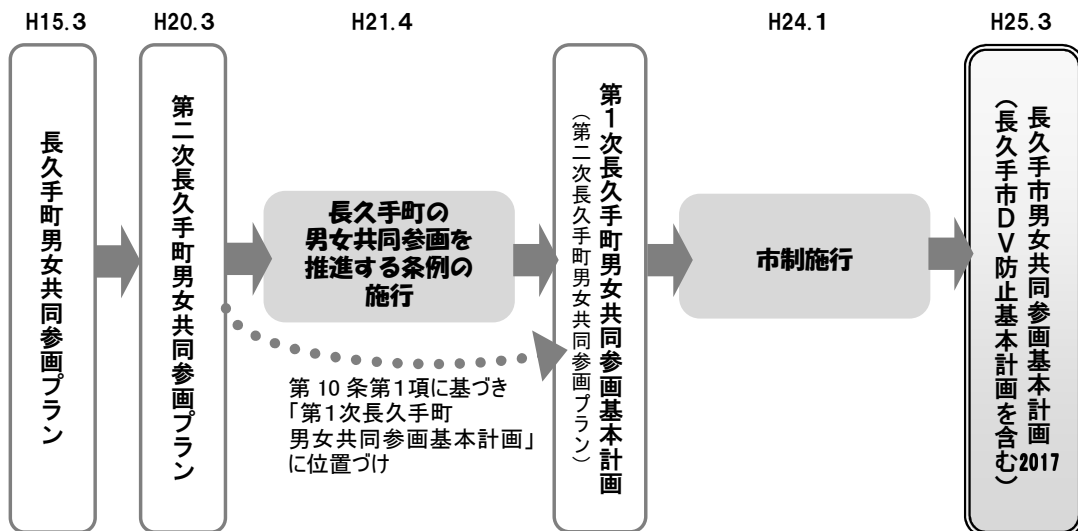 H15.3
H20.3
H21.4
H24.1
H25.3
長久手町男女共同参画プラン
第二次長久手町男女共同参画プラン
長久手町の
男女共同参画を
推進する条例の
施行
第 10 条第1項に基づき
「第1次長久手町
男女共同参画基本計画」
に位置づけ
第1次長久手町男女共同参画基本計画
(第二次長久手町男女共同参画プラン)
市制施行
長久手市男女共同参画基本計画2017
(長久手市DV防止基本計画を含む)